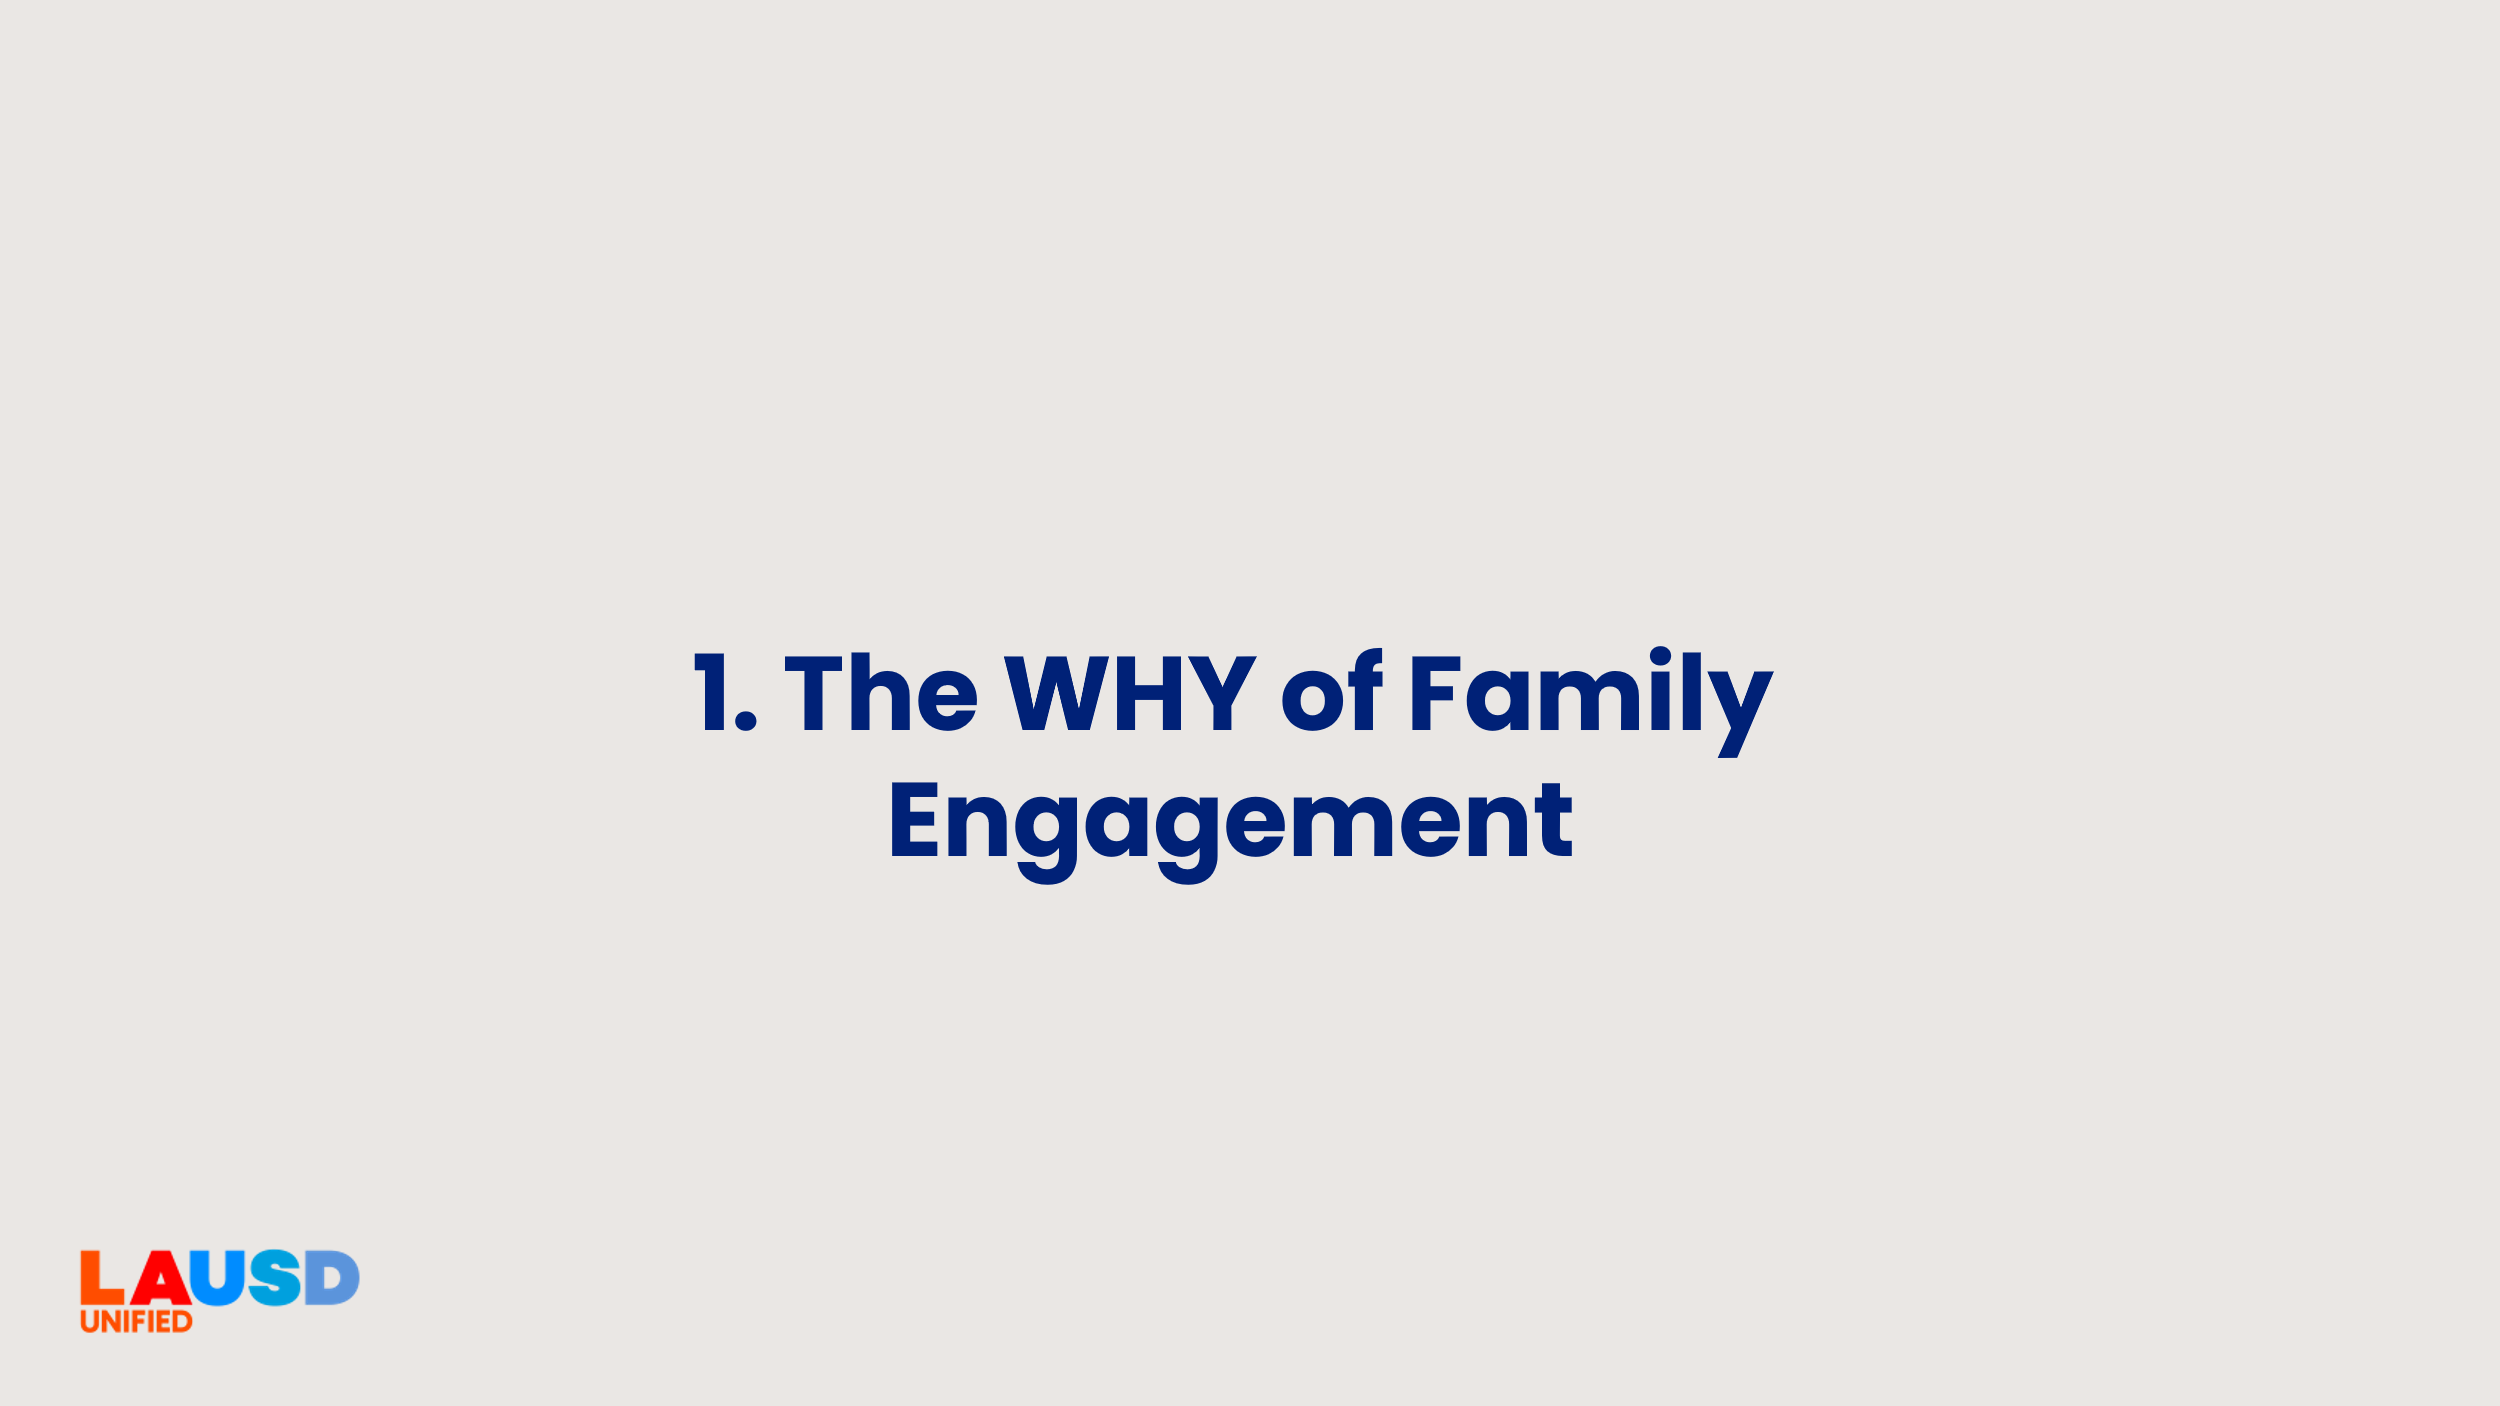 1. The WHY of Family
Engagement
LAUSD
UNIFIED